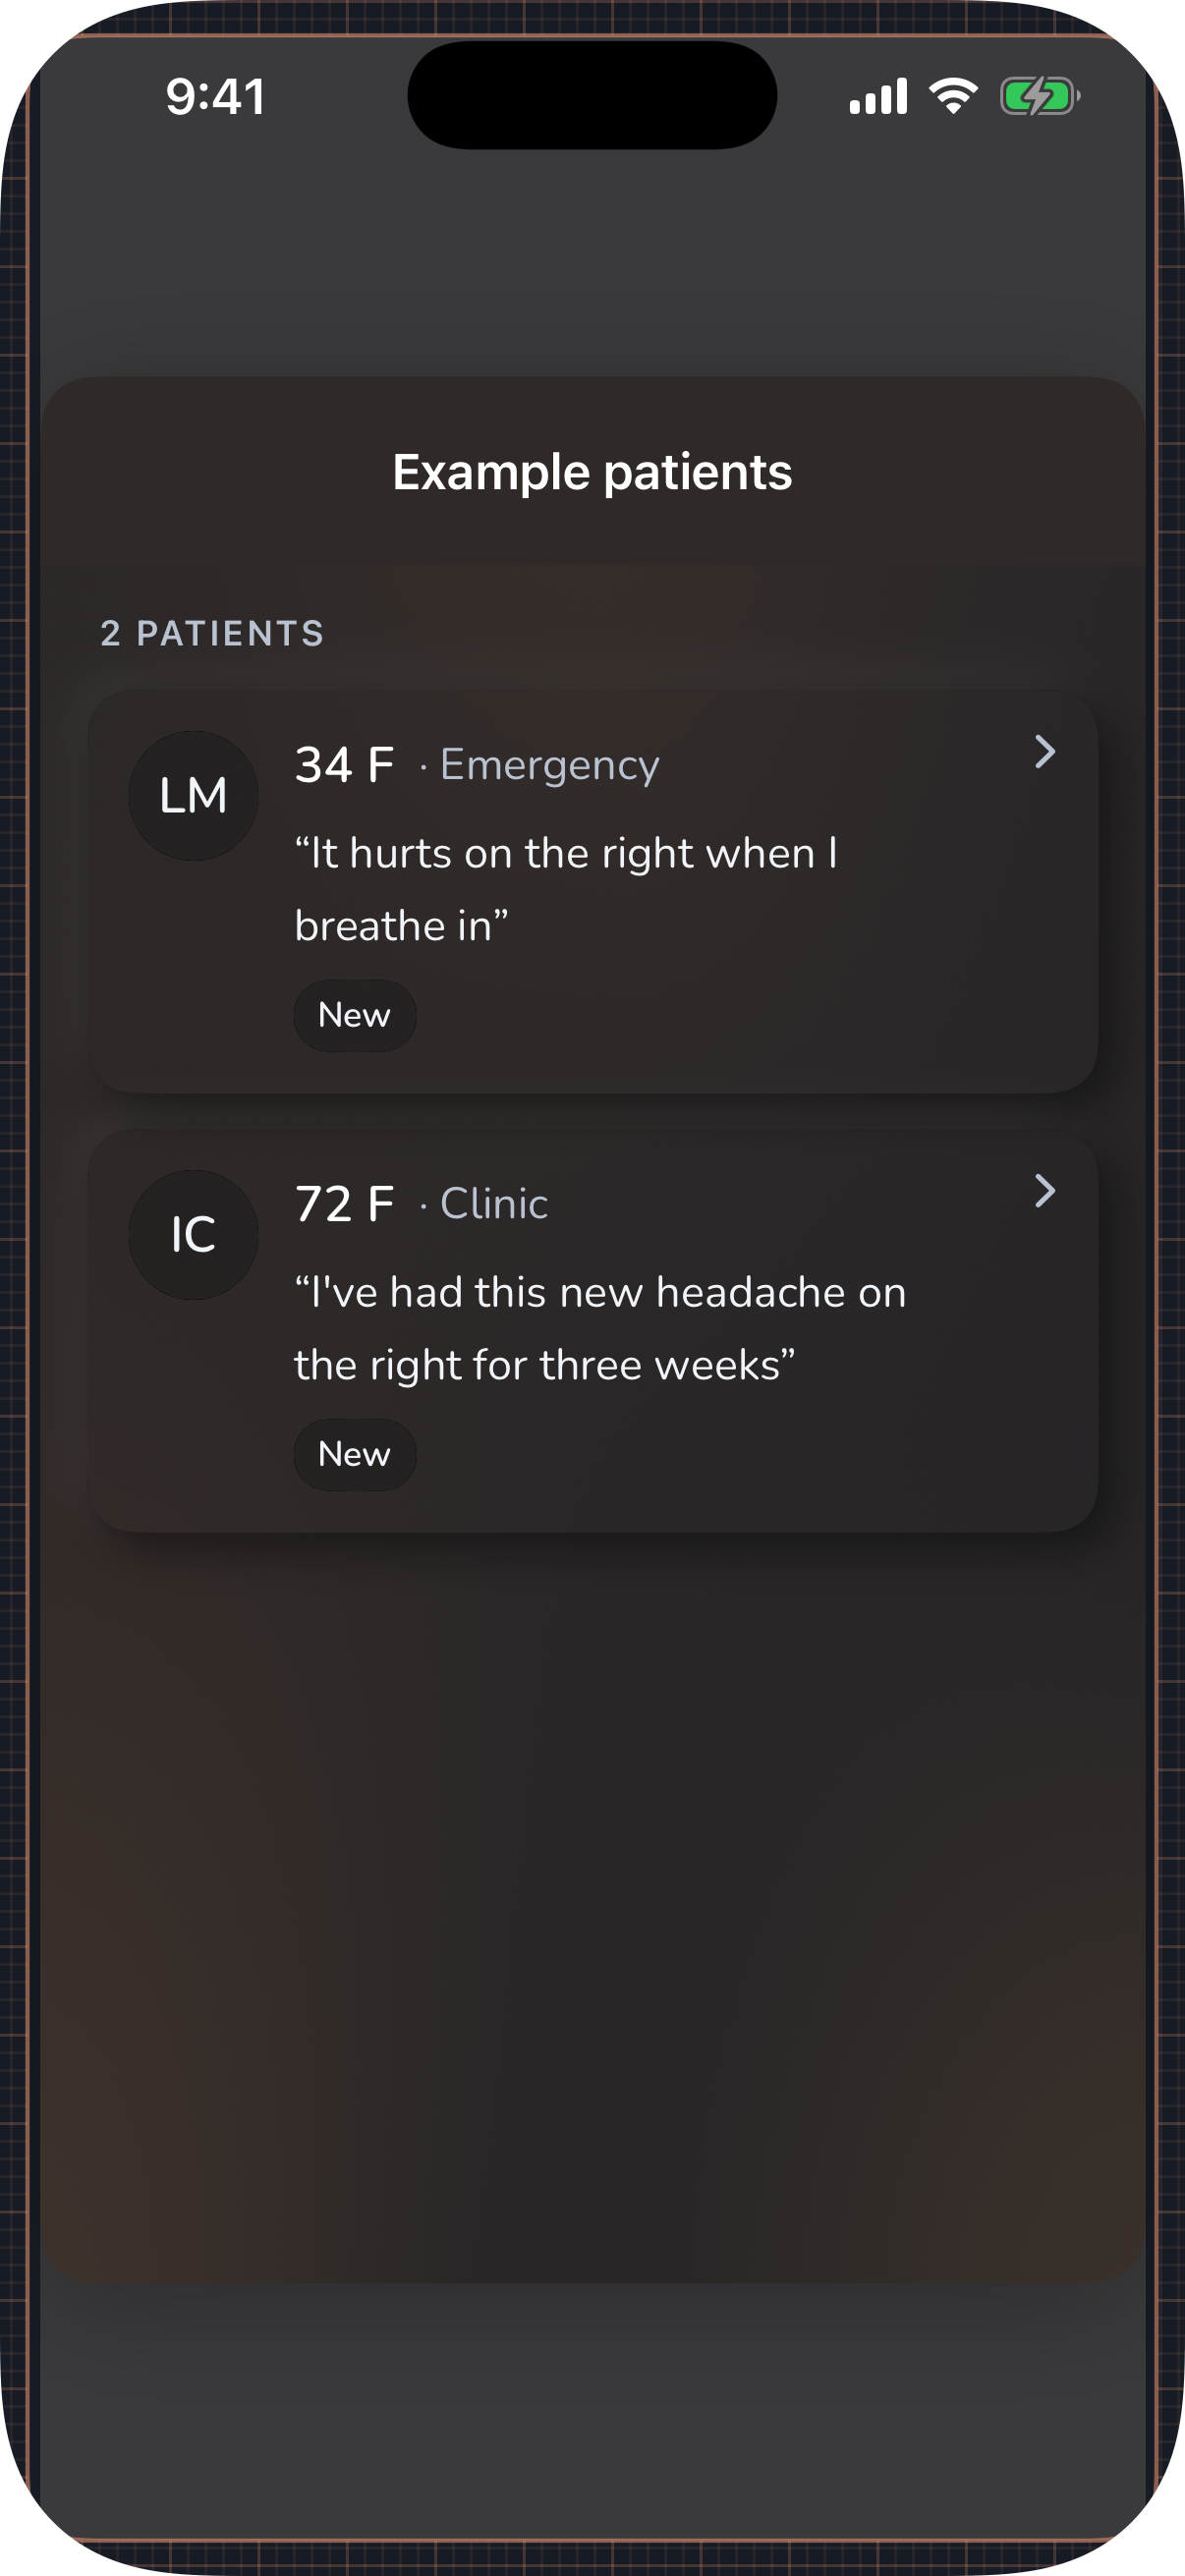 9:41
Example patients
2 PATIENTS
LM
34 F · Emergency
“It hurts on the right when I
breathe in”
New
IC
72 F · Clinic
“I've had this new headache on
the right for three weeks”
New